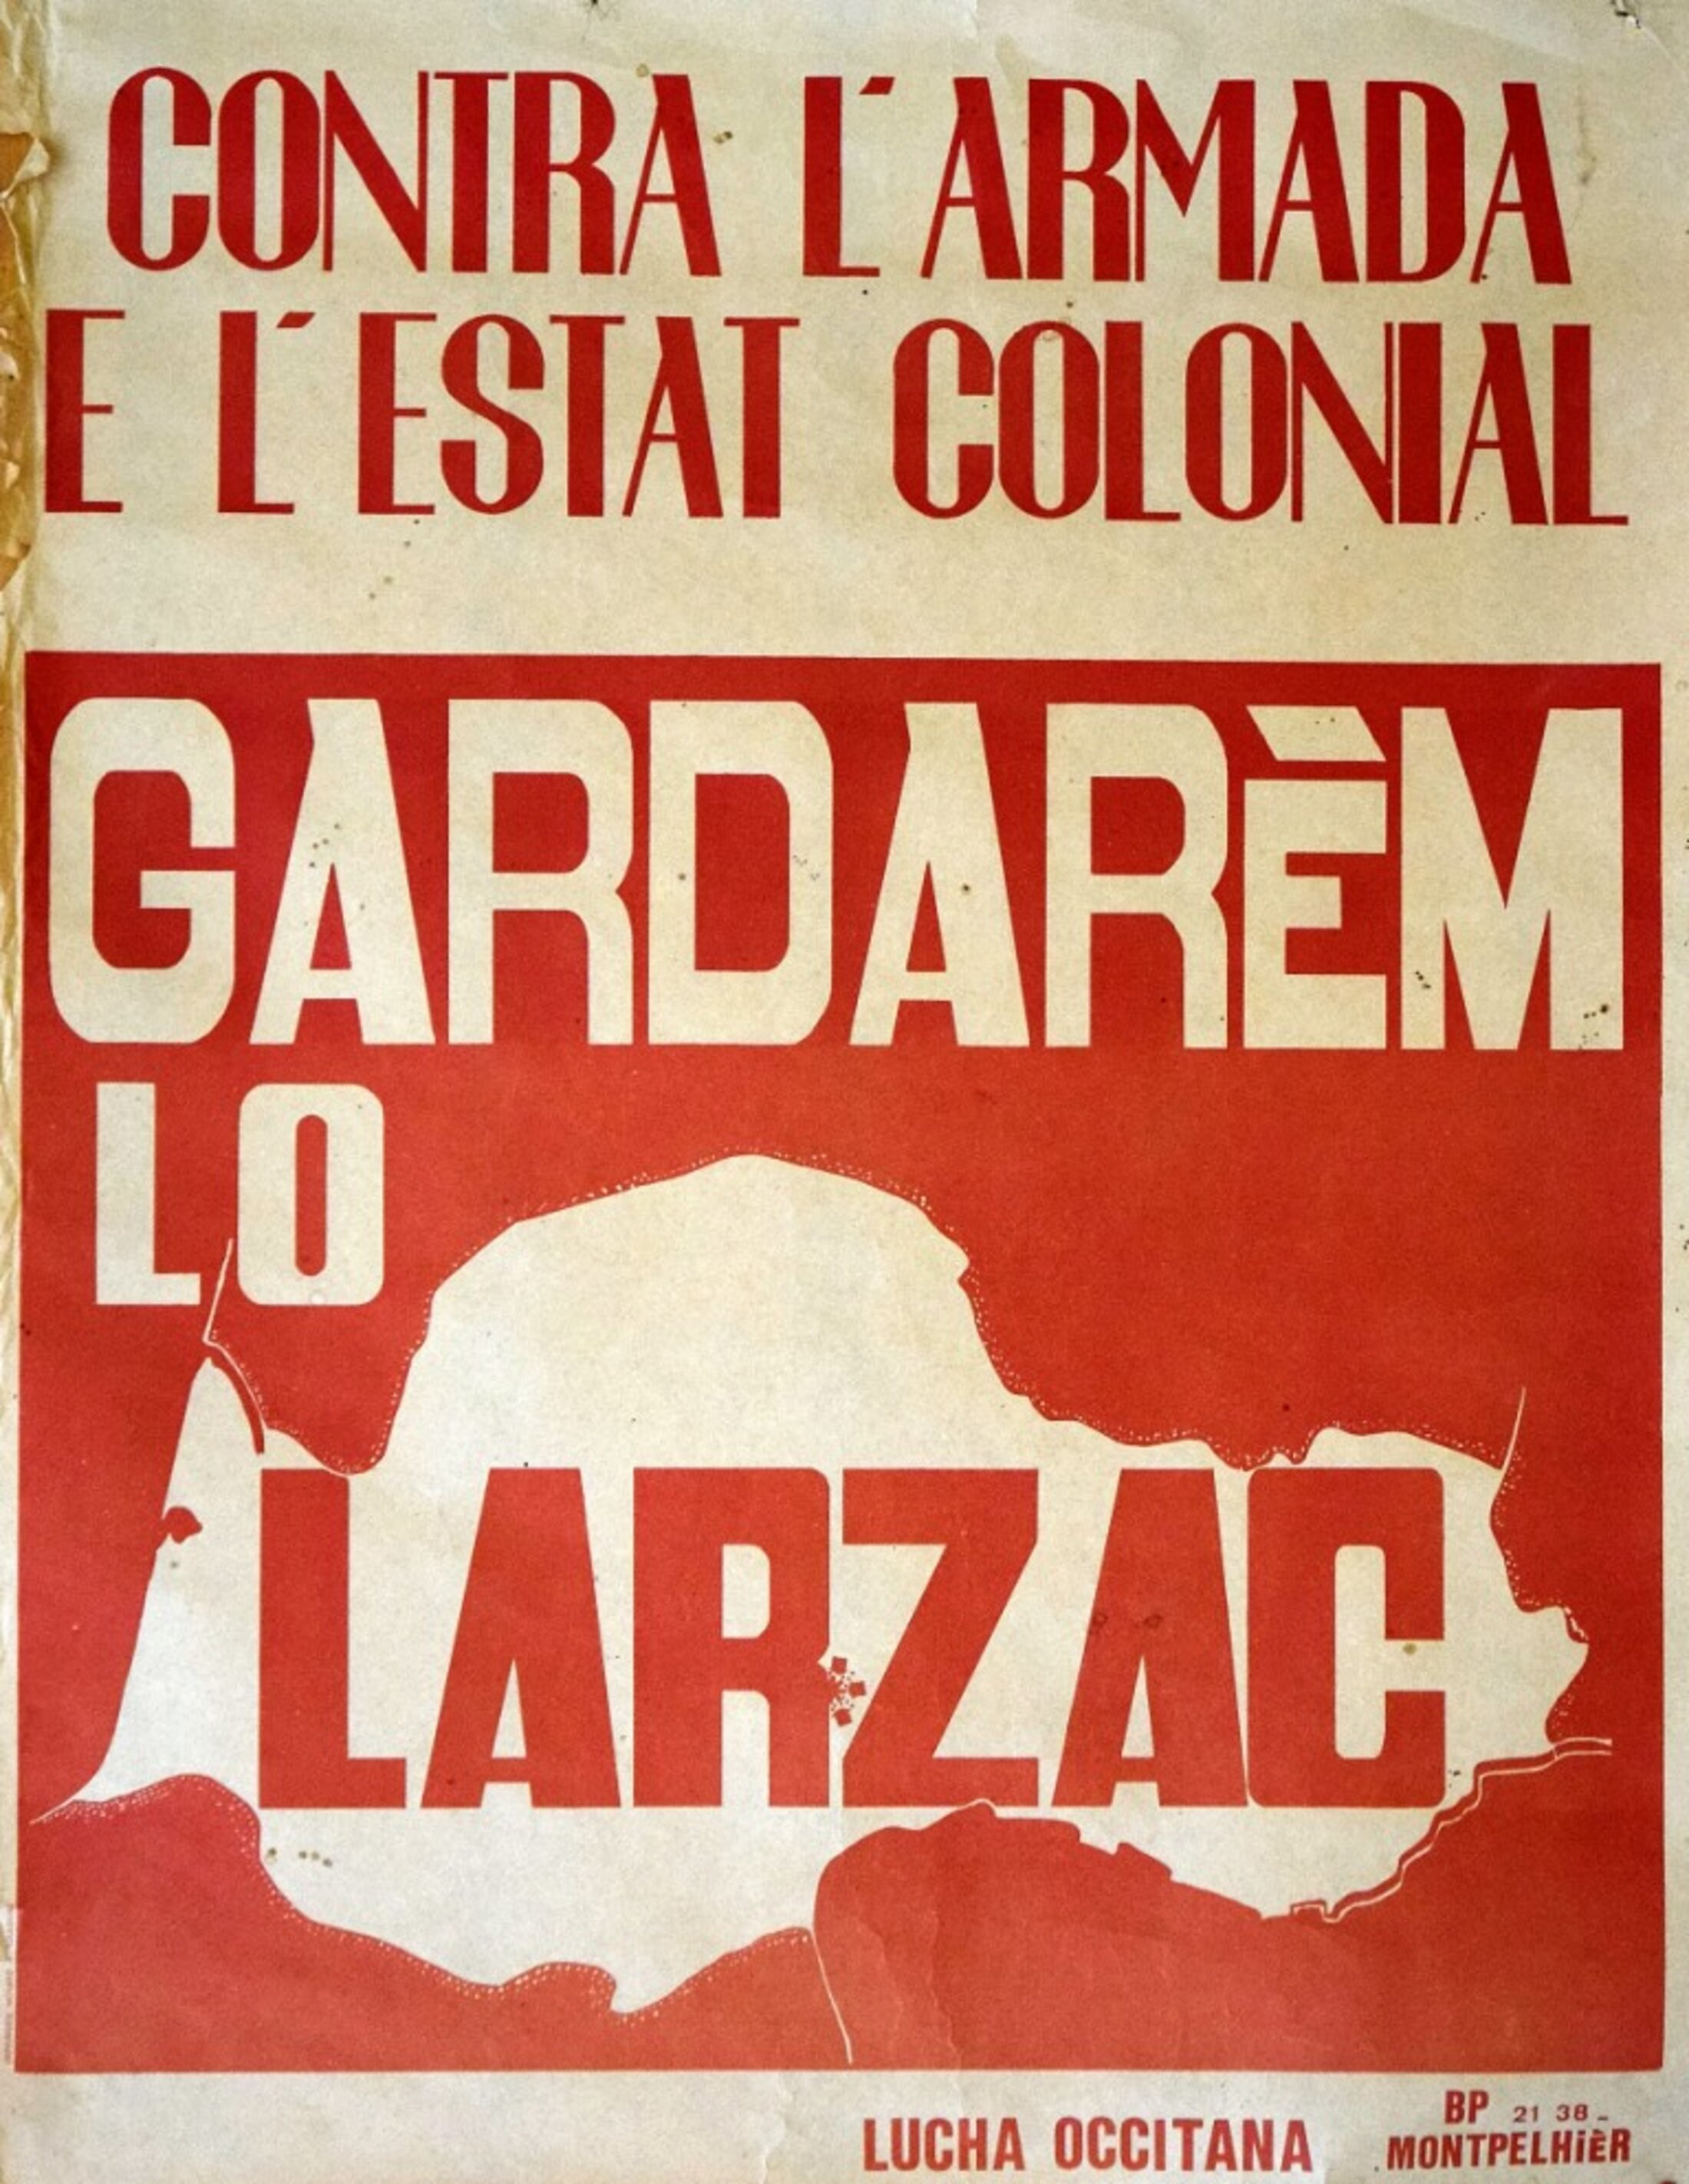 CONTRA L'ARMADA
E L'ESTAT COLONIAL
GARDARÈM
LO
LARZAC
LUCHA OCCITANA
BP 21 38 -
MONTPELHIÈR